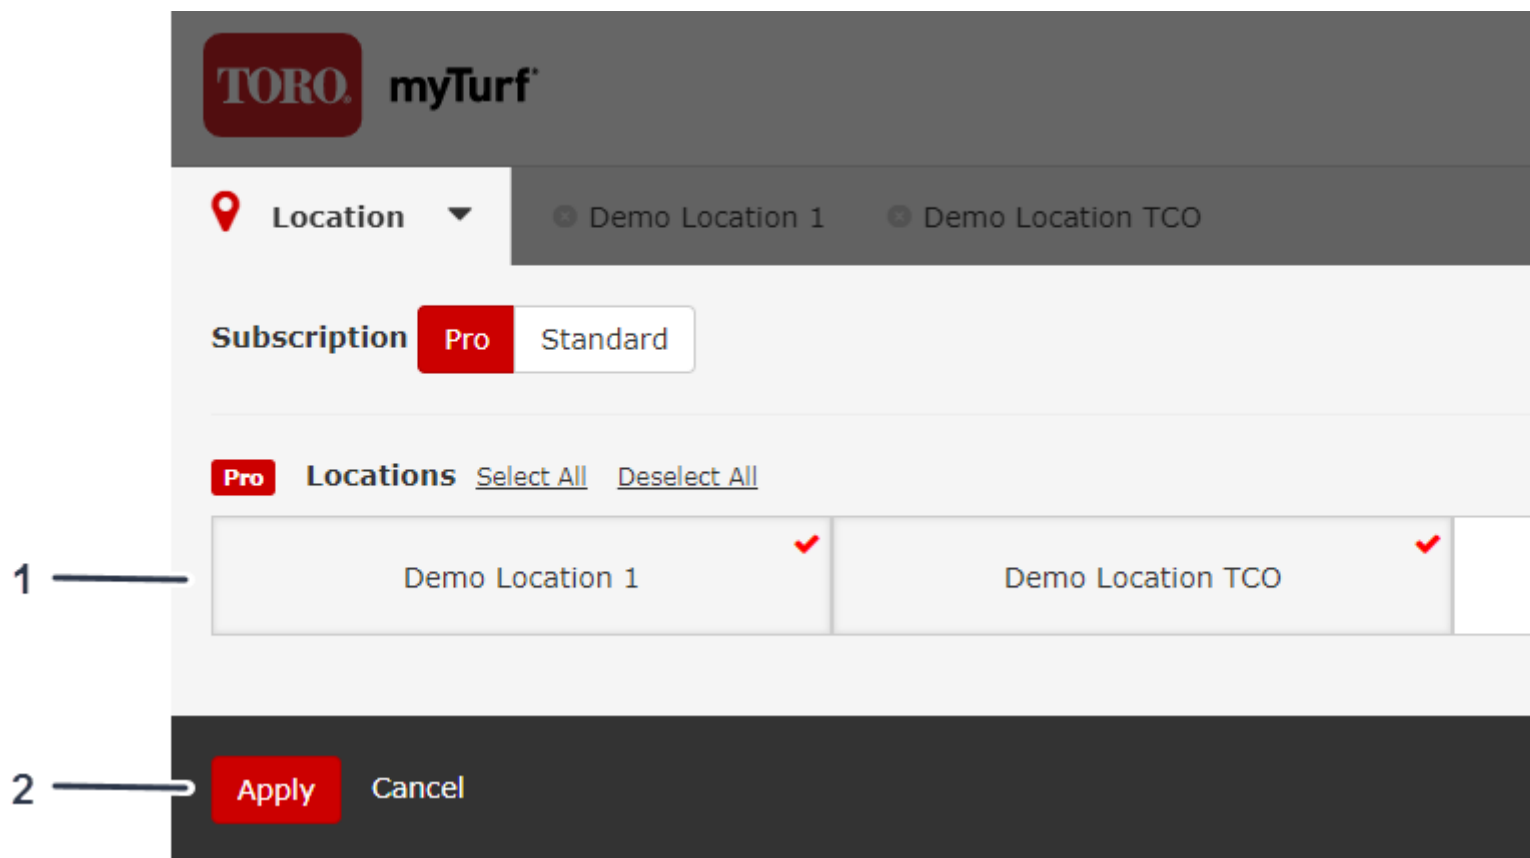 TORO. myTurf®
Location Demo Location 1 Demo Location TCO
Subscription Pro Standard
Pro Locations Select All Deselect All
1 Demo Location 1 Demo Location TCO
2 Apply Cancel